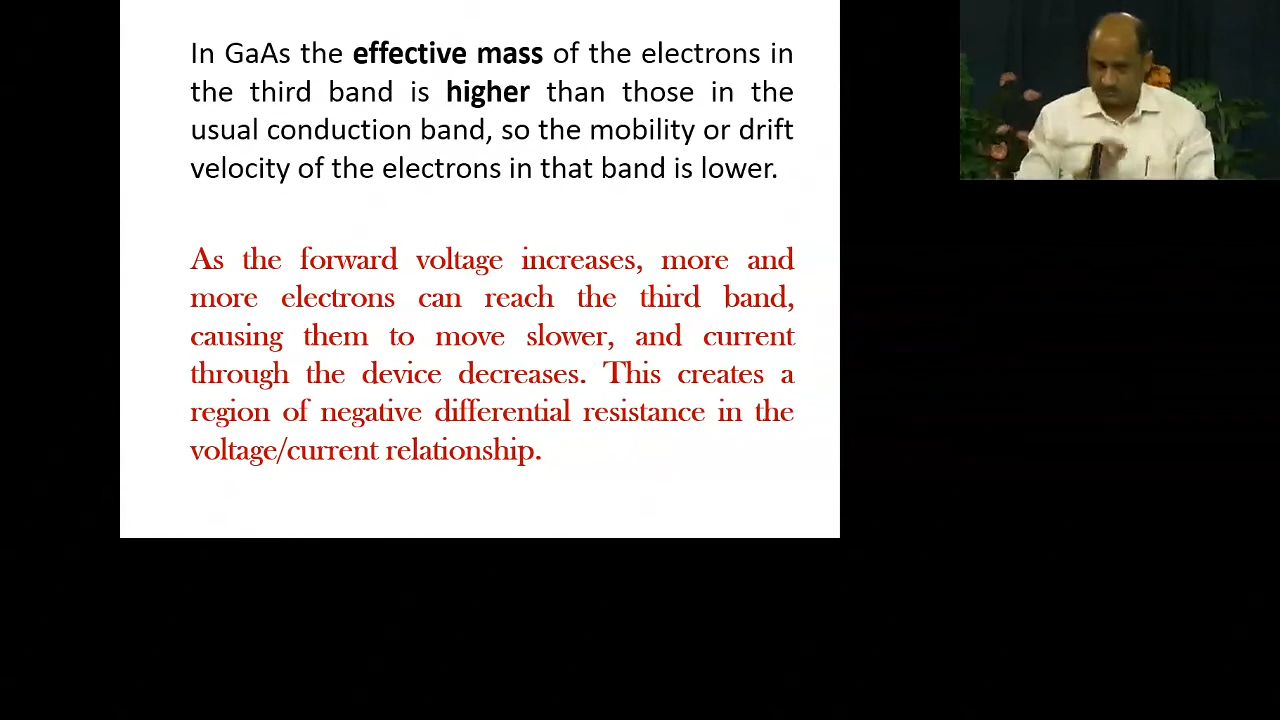 In GaAs the effective mass of the electrons in
the third band is higher than those in the
usual conduction band, so the mobility or drift
velocity of the electrons in that band is lower.
As the forward voltage increases, more and
more electrons can reach the third band,
causing them to move slower, and current
through the device decreases. This creates a
region of negative differential resistance in the
voltage/current relationship.